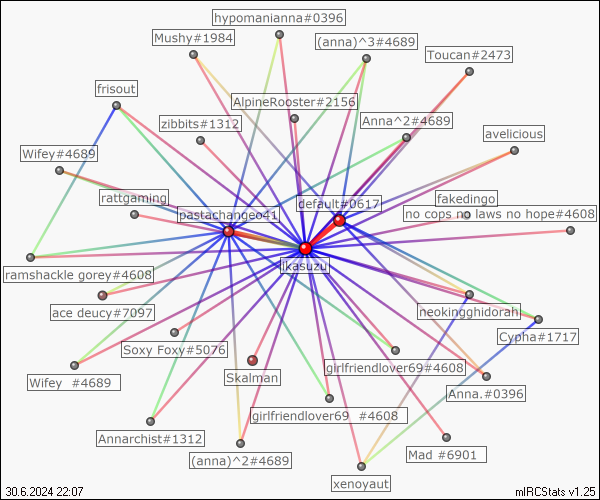 hypomanianna#0396
Mushy#1984
(anna)^3#4689
Toucan#2473
frisout
AlpineRooster#2156
zibbits#1312
Anna^2#4689
avelicious
Wifey#4689
rattgaming
default#0617
fakedingo
pastachangeo41
no cops no laws no hope#4608
ikasuzu
ramshackle gorey#4608
ace deucy#7097
neokingghidorah
Cypha#1717
Soxy Foxy#5076
girlfriendlover69#4608
Skalman
Wifey #4689
Anna.#0396
girlfriendlover69 #4608
Annarchist#1312
(anna)^2#4689
Mad #6901
xenoyaut
30.6.2024 22:07
mIRCStats v1.25